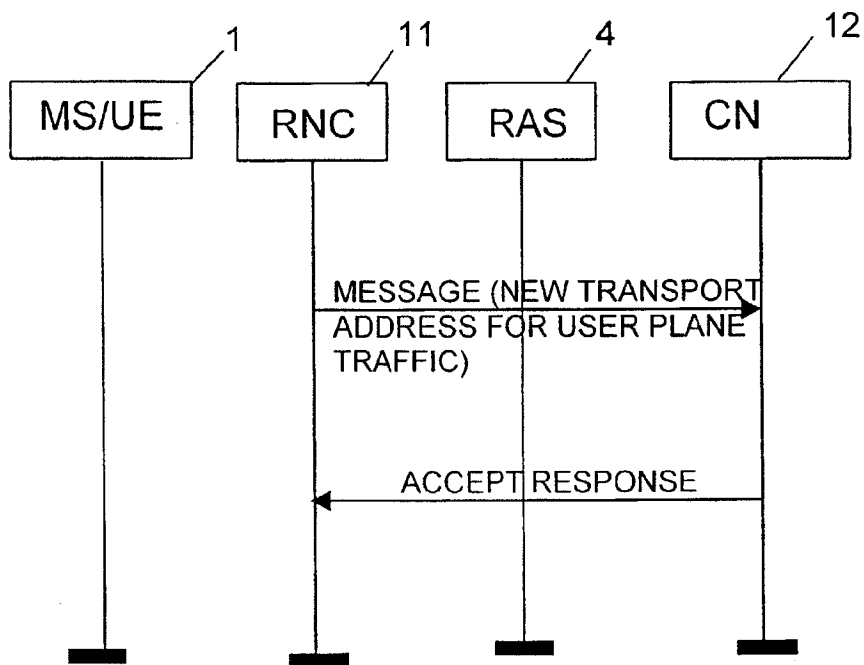 1
11
4
12
MS/UE
RNC
RAS
CN
MESSAGE (NEW TRANSPORT
ADDRESS FOR USER PLANE
TRAFFIC)
ACCEPT RESPONSE